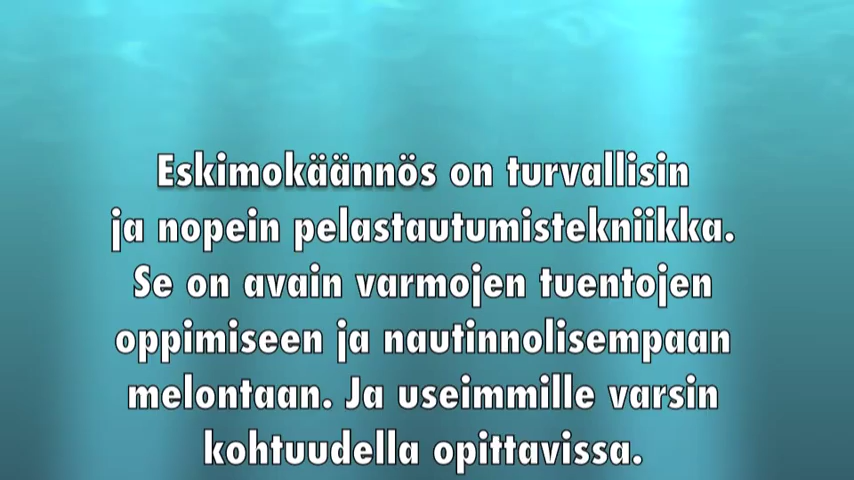 Eskimokäännös on turvallisin
ja nopein pelastautumistekniikka.
Se on avain varmojen tuentojen
oppimiseen ja nautinnolisempaan
melontaan. Ja useimmille varsin
kohtuudella opittavissa.